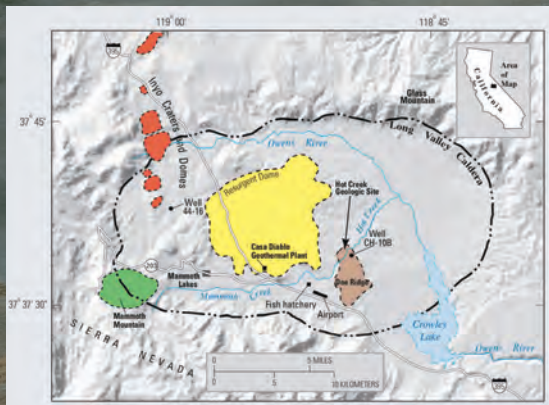 119° 00'
118° 45'
395
Inyo Craters and Domes
California
Area
of
Map
Glass
Mountain
37° 45'
Long Valley Caldera
Owens River
Resurgent Dome
Hot Creek
Geologic Site
Hot Creek
Well
44-16
Well
CH-10B
Casa Diablo
Geothermal Plant
203
Mammoth
Lakes
Doe Ridge
37° 37' 30"
Mammoth Creek
Fish hatchery
Airport
Mammoth
Mountain
Crowley
Lake
SIERRA NEVADA
Owens River
0 5 MILES
0 5 10 KILOMETERS
395